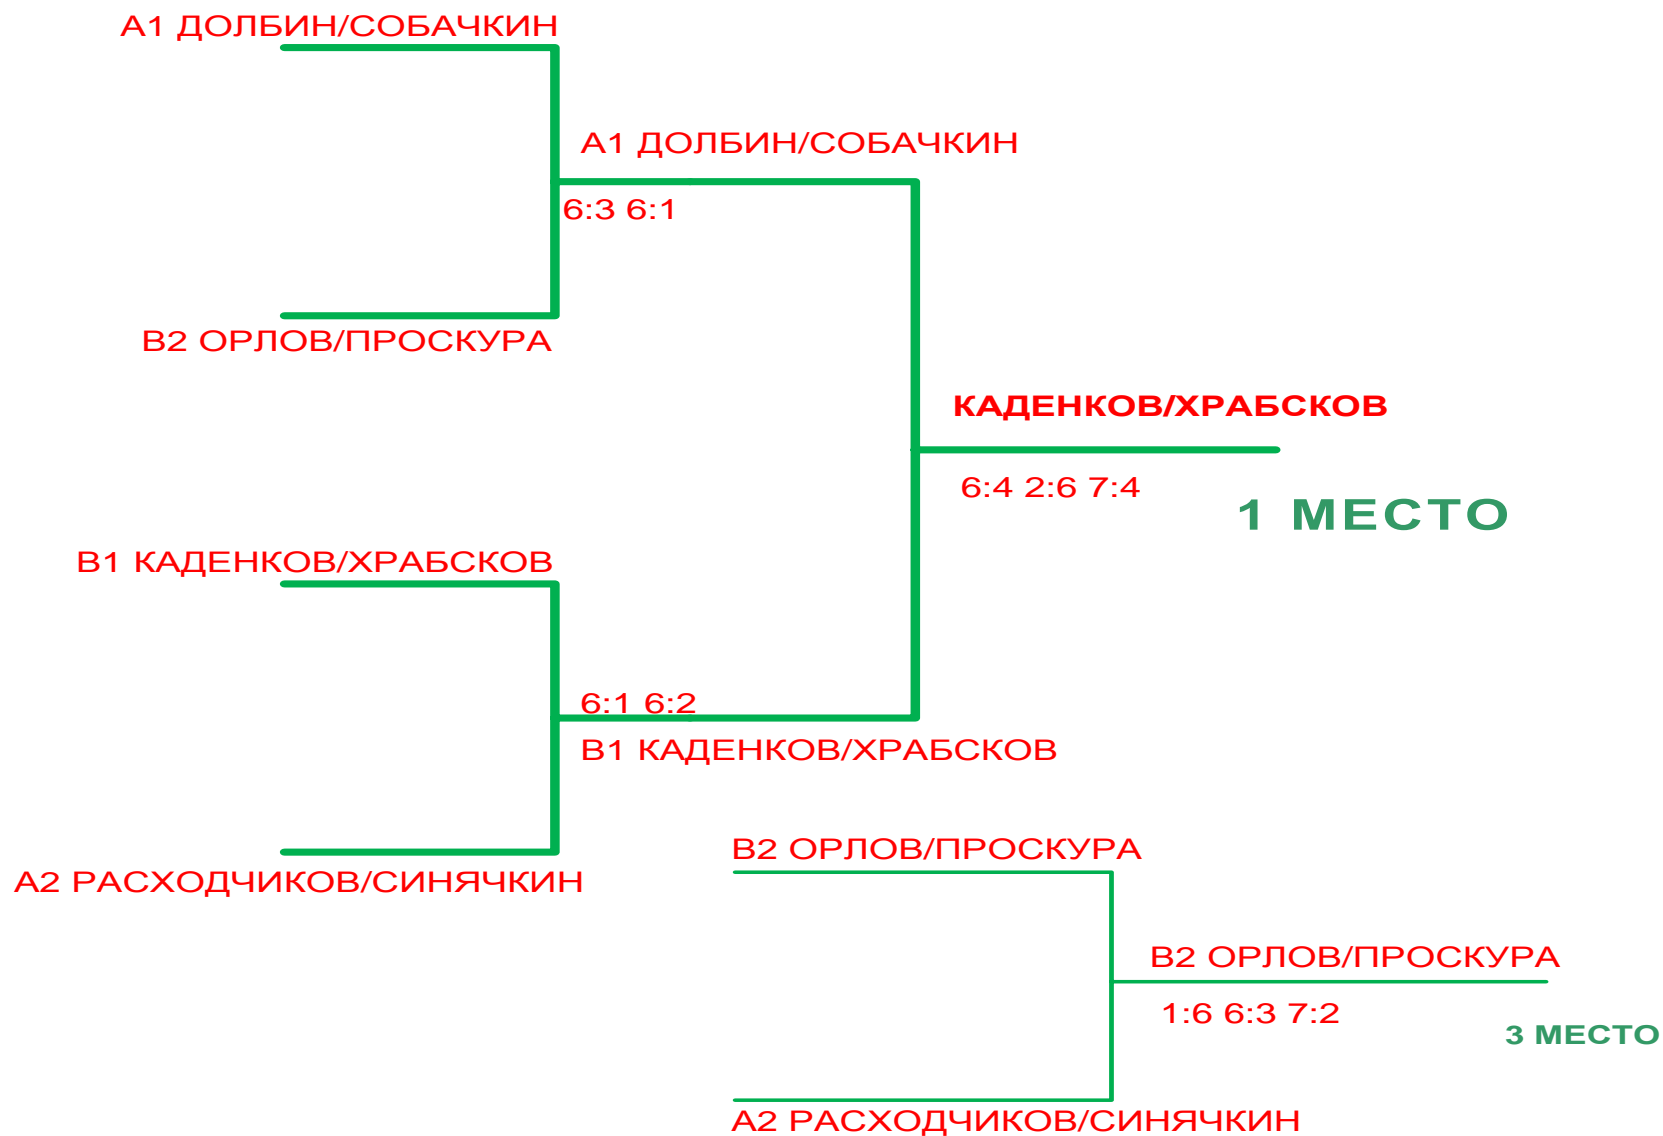 А1 ДОЛБИН/СОБАЧКИН
А1 ДОЛБИН/СОБАЧКИН
6:3 6:1
В2 ОРЛОВ/ПРОСКУРА
КАДЕНКОВ/ХРАБСКОВ
6:4 2:6 7:4
1 МЕСТО
В1 КАДЕНКОВ/ХРАБСКОВ
6:1 6:2
В1 КАДЕНКОВ/ХРАБСКОВ
А2 РАСХОДЧИКОВ/СИНЯЧКИН
В2 ОРЛОВ/ПРОСКУРА
В2 ОРЛОВ/ПРОСКУРА
1:6 6:3 7:2
3 МЕСТО
А2 РАСХОДЧИКОВ/СИНЯЧКИН